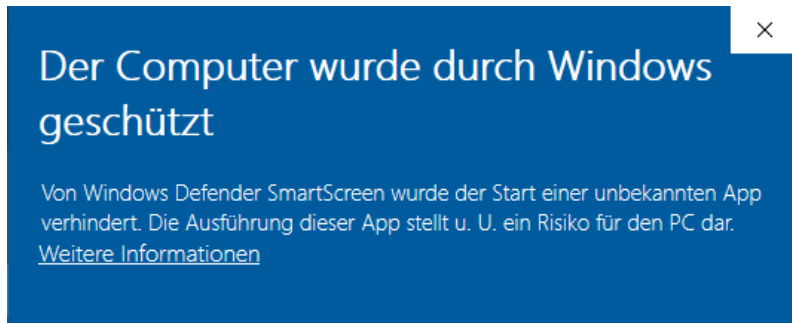 Der Computer wurde durch Windows
geschützt
Von Windows Defender SmartScreen wurde der Start einer unbekannten App
verhindert. Die Ausführung dieser App stellt u. U. ein Risiko für den PC dar.
Weitere Informationen